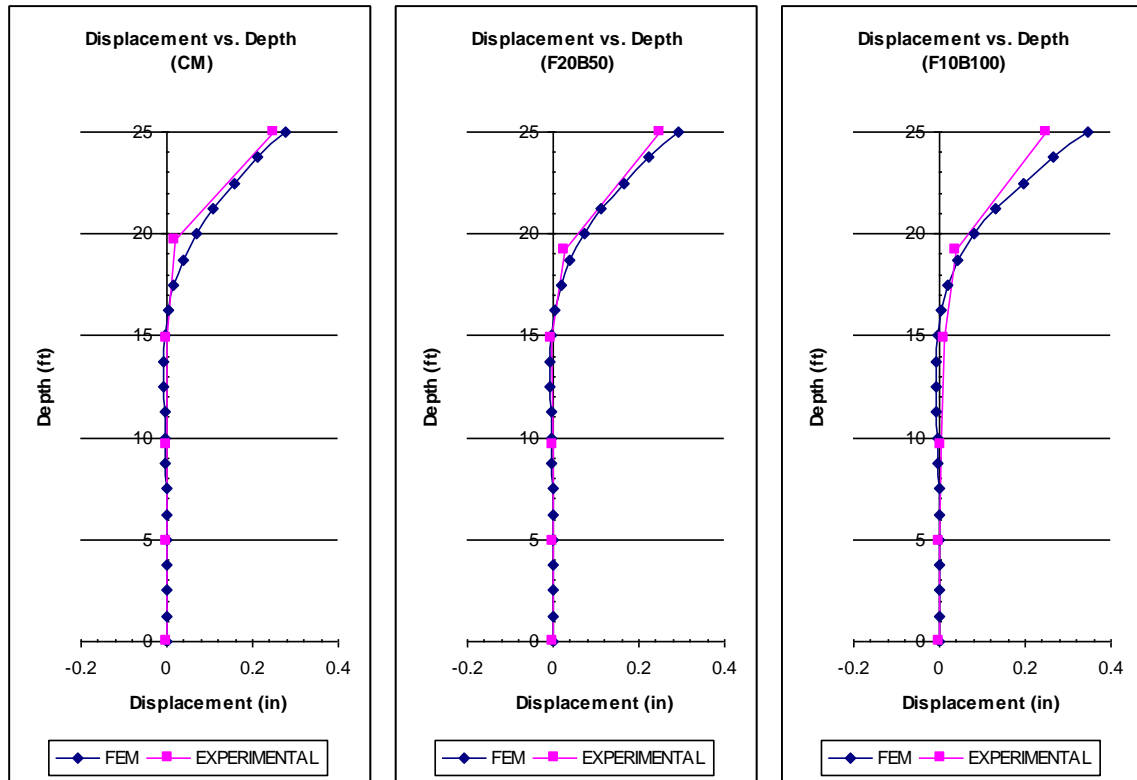 Displacement vs. Depth
(CM)
25
20
15
10
5
0
-0.2 0 0.2 0.4
Depth (ft)
Displacement (in)
FEM EXPERIMENTAL
Displacement vs. Depth
(F20B50)
25
20
15
10
5
0
-0.2 0 0.2 0.4
Depth (ft)
Displacement (in)
FEM EXPERIMENTAL
Displacement vs. Depth
(F10B100)
25
20
15
10
5
0
-0.2 0 0.2 0.4
Depth (ft)
Displacement (in)
FEM EXPERIMENTAL